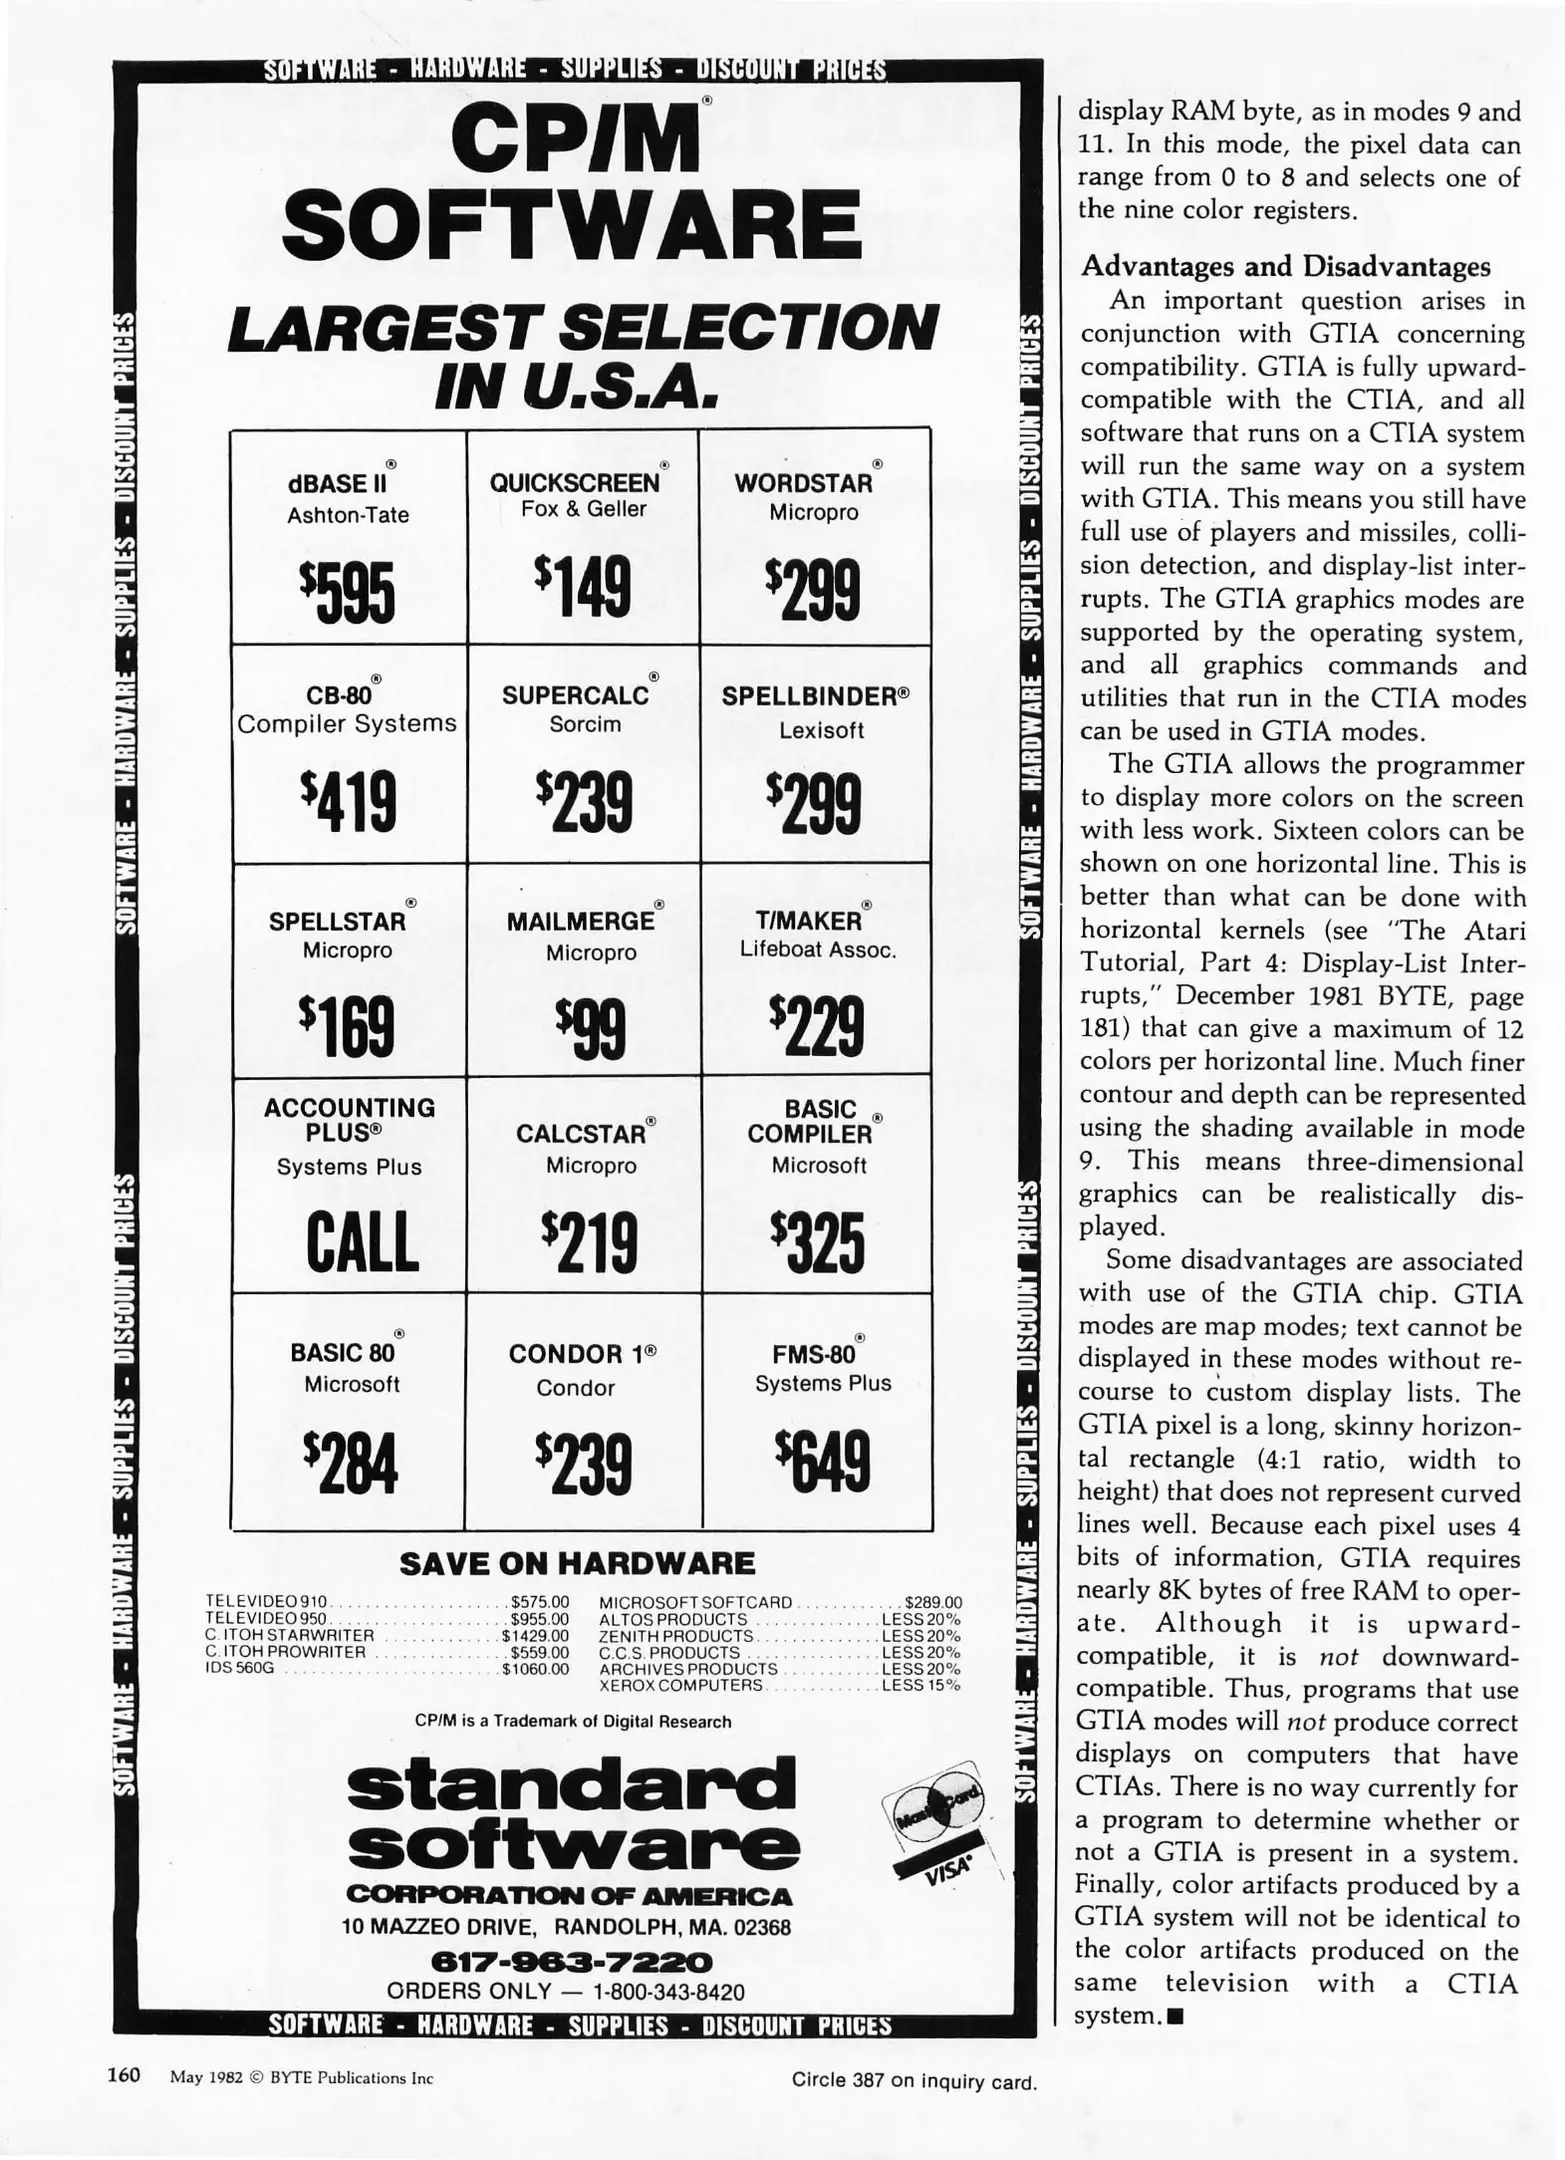 SOFTWARE - HARDWARE - SUPPLIES - DISCOUNT PRICES
SOFTWARE - HARDWARE - SUPPLIES - DISCOUNT PRICES
SOFTWARE - HARDWARE - SUPPLIES - DISCOUNT PRICES
SOFTWARE - HARDWARE - SUPPLIES - DISCOUNT PRICES
SOFTWARE - HARDWARE - SUPPLIES - DISCOUNT PRICES
CP/M®
SOFTWARE
LARGEST SELECTION
IN U.S.A.
dBASE II®
Ashton-Tate
$595
QUICKSCREEN®
Fox & Geller
$149
WORDSTAR®
Micropro
$299
CB-80®
Compiler Systems
$419
SUPERCALC®
Sorcim
$239
SPELLBINDER®
Lexisoft
$299
SPELLSTAR®
Micropro
$169
MAILMERGE®
Micropro
$99
T/MAKER®
Lifeboat Assoc.
$229
ACCOUNTING
PLUS®
Systems Plus
CALL
CALCSTAR®
Micropro
$219
BASIC
COMPILER®
Microsoft
$325
BASIC 80®
Microsoft
$284
CONDOR 1®
Condor
$239
FMS-80®
Systems Plus
$649
SAVE ON HARDWARE
TELEVIDEO 910 . . . . . . . . . . . . . . . . . . . . $575.00
TELEVIDEO 950 . . . . . . . . . . . . . . . . . . . . $955.00
C. ITOH STARWRITER . . . . . . . . . . . . . $1429.00
C. ITOH PROWRITER . . . . . . . . . . . . . . . $559.00
IDS 560G . . . . . . . . . . . . . . . . . . . . . . . . $1060.00
MICROSOFT SOFTCARD . . . . . . . . . . . . $289.00
ALTOS PRODUCTS . . . . . . . . . . . . . . LESS 20%
ZENITH PRODUCTS . . . . . . . . . . . . . . LESS 20%
C.C.S. PRODUCTS . . . . . . . . . . . . . . . LESS 20%
ARCHIVES PRODUCTS . . . . . . . . . . . LESS 20%
XEROX COMPUTERS . . . . . . . . . . . . . LESS 15%
CP/M is a Trademark of Digital Research
standard
software
CORPORATION OF AMERICA
10 MAZZEO DRIVE, RANDOLPH, MA. 02368
617-963-7220
ORDERS ONLY — 1-800-343-8420
MasterCard
VISA®
SOFTWARE - HARDWARE - SUPPLIES - DISCOUNT PRICES
display RAM byte, as in modes 9 and
11. In this mode, the pixel data can
range from 0 to 8 and selects one of
the nine color registers.
Advantages and Disadvantages
An important question arises in
conjunction with GTIA concerning
compatibility. GTIA is fully upward-
compatible with the CTIA, and all
software that runs on a CTIA system
will run the same way on a system
with GTIA. This means you still have
full use of players and missiles, colli-
sion detection, and display-list inter-
rupts. The GTIA graphics modes are
supported by the operating system,
and all graphics commands and
utilities that run in the CTIA modes
can be used in GTIA modes.
The GTIA allows the programmer
to display more colors on the screen
with less work. Sixteen colors can be
shown on one horizontal line. This is
better than what can be done with
horizontal kernels (see "The Atari
Tutorial, Part 4: Display-List Inter-
rupts," December 1981 BYTE, page
181) that can give a maximum of 12
colors per horizontal line. Much finer
contour and depth can be represented
using the shading available in mode
9. This means three-dimensional
graphics can be realistically dis-
played.
Some disadvantages are associated
with use of the GTIA chip. GTIA
modes are map modes; text cannot be
displayed in these modes without re-
course to custom display lists. The
GTIA pixel is a long, skinny horizon-
tal rectangle (4:1 ratio, width to
height) that does not represent curved
lines well. Because each pixel uses 4
bits of information, GTIA requires
nearly 8K bytes of free RAM to oper-
ate. Although it is upward-
compatible, it is not downward-
compatible. Thus, programs that use
GTIA modes will not produce correct
displays on computers that have
CTIAs. There is no way currently for
a program to determine whether or
not a GTIA is present in a system.
Finally, color artifacts produced by a
GTIA system will not be identical to
the color artifacts produced on the
same television with a CTIA
system.■
160 May 1982 © BYTE Publications Inc
Circle 387 on inquiry card.